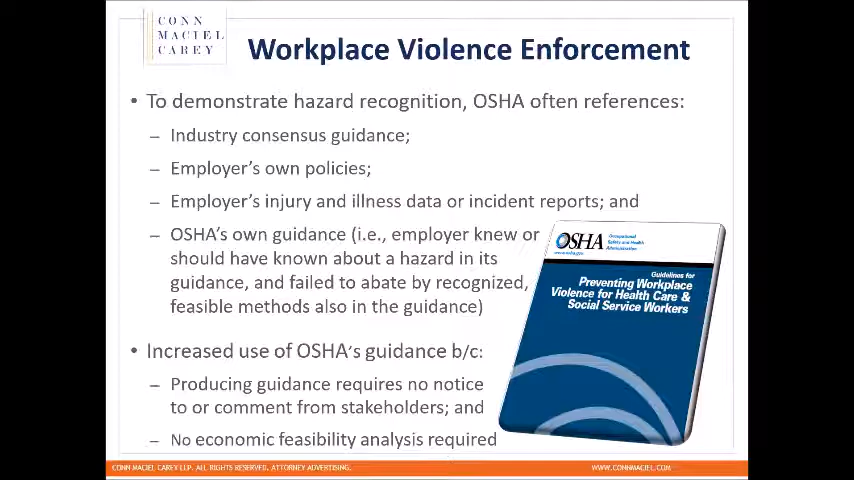 CONN
MACIEL
CAREY
Workplace Violence Enforcement
• To demonstrate hazard recognition, OSHA often references:
– Industry consensus guidance;
– Employer's own policies;
– Employer's injury and illness data or incident reports; and
– OSHA's own guidance (i.e., employer knew or
should have known about a hazard in its
guidance, and failed to abate by recognized,
feasible methods also in the guidance)
OSHA
Occupational
Safety and Health
Administration
www.osha.gov
Guidelines for
Preventing Workplace
Violence for Health Care &
Social Service Workers
• Increased use of OSHA's guidance b/c:
– Producing guidance requires no notice
to or comment from stakeholders; and
– No economic feasibility analysis required
CONN MACIEL CAREY LLP. ALL RIGHTS RESERVED. ATTORNEY ADVERTISING.
WWW.CONNMACIEL.COM